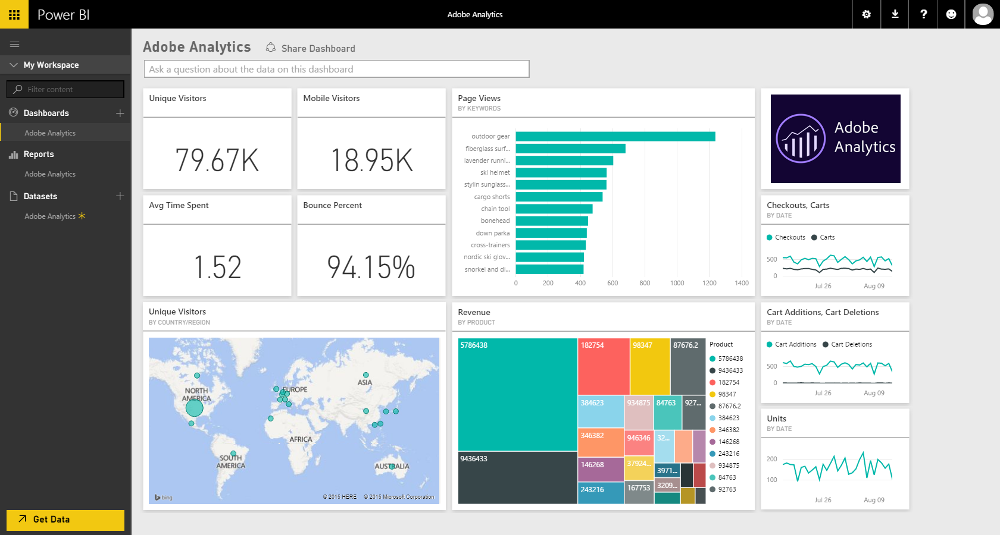 Power BI
Adobe Analytics
My Workspace
Filter content
Dashboards
Adobe Analytics
Reports
Adobe Analytics
Datasets
Adobe Analytics
Get Data
Adobe Analytics
Share Dashboard
Ask a question about the data on this dashboard
Unique Visitors
79.67K
Mobile Visitors
18.95K
Avg Time Spent
1.52
Bounce Percent
94.15%
Page Views
BY KEYWORDS
outdoor gear
fiberglass surf...
lavender runni...
ski helmet
stylin sunglass...
cargo shorts
chain tool
bonehead
down parka
cross-trainers
nordic ski glov...
snorkel and di...
0 200 400 600 800 1000 1200 1400
Adobe
Analytics
Checkouts, Carts
BY DATE
Checkouts Carts
500
0
Jul 26 Aug 09
Unique Visitors
BY COUNTRY/REGION
NORTH
AMERICA
EUROPE
ASIA
AFRICA
SOUTH
AMERICA
AUSTRALIA
bing
© 2015 HERE © 2015 Microsoft Corporation
Revenue
BY PRODUCT
5786438
182754
98347
87676.2
384623
934875
84763
927...
346382
946346
32...
9436433
146268
37924...
3971...
243216
167753
3209...
Product
5786438
9436433
182754
98347
87676.2
384623
346382
146268
243216
934875
84763
92763
Cart Additions, Cart Deletions
BY DATE
Cart Additions Cart Deletions
500
0
Jul 26 Aug 09
Units
BY DATE
200
100
Jul 26 Aug 09